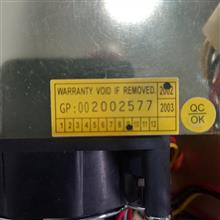 WARRANTY VOID IF REMOVED. 2002
GP:002002577 2003
1 2 3 4 5 6 7 8 9 10 11 12
QC
OK